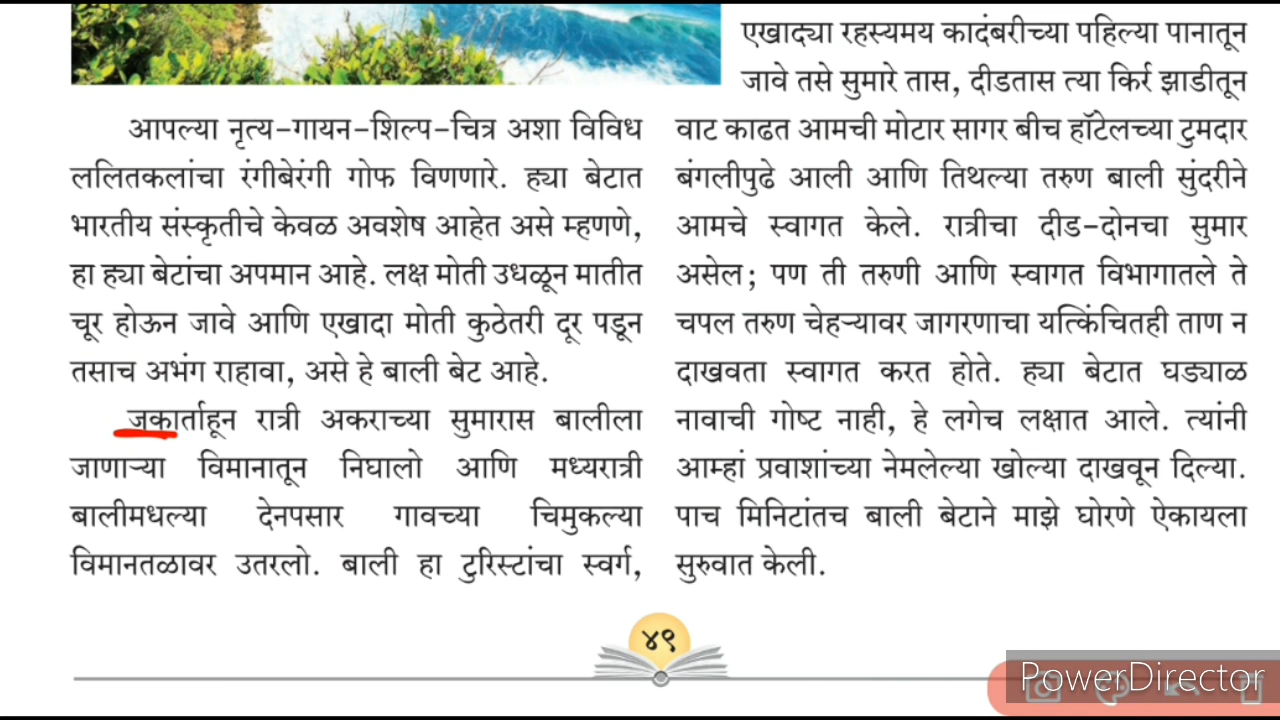 आपल्या नृत्य-गायन-शिल्प-चित्र अशा विविध
ललितकलांचा रंगीबेरंगी गोफ विणणारे. ह्या बेटात
भारतीय संस्कृतीचे केवळ अवशेष आहेत असे म्हणणे,
हा ह्या बेटांचा अपमान आहे. लक्ष मोती उधळून मातीत
चूर होऊन जावे आणि एखादा मोती कुठेतरी दूर पडून
तसाच अभंग राहावा, असे हे बाली बेट आहे.
जकार्ताहून रात्री अकराच्या सुमारास बालीला
जाणाऱ्या विमानातून निघालो आणि मध्यरात्री
बालीमधल्या देनपसार गावच्या चिमुकल्या
विमानतळावर उतरलो. बाली हा टुरिस्टांचा स्वर्ग,
एखाद्या रहस्यमय कादंबरीच्या पहिल्या पानातून
जावे तसे सुमारे तास, दीडतास त्या किर्र झाडीतून
वाट काढत आमची मोटार सागर बीच हॉटेलच्या टुमदार
बंगलीपुढे आली आणि तिथल्या तरुण बाली सुंदरीने
आमचे स्वागत केले. रात्रीचा दीड-दोनचा सुमार
असेल; पण ती तरुणी आणि स्वागत विभागातले ते
चपल तरुण चेहऱ्यावर जागरणाचा यत्किंचितही ताण न
दाखवता स्वागत करत होते. ह्या बेटात घड्याळ
नावाची गोष्ट नाही, हे लगेच लक्षात आले. त्यांनी
आम्हां प्रवाशांच्या नेमलेल्या खोल्या दाखवून दिल्या.
पाच मिनिटांतच बाली बेटाने माझे घोरणे ऐकायला
सुरुवात केली.
४९
PowerDirector